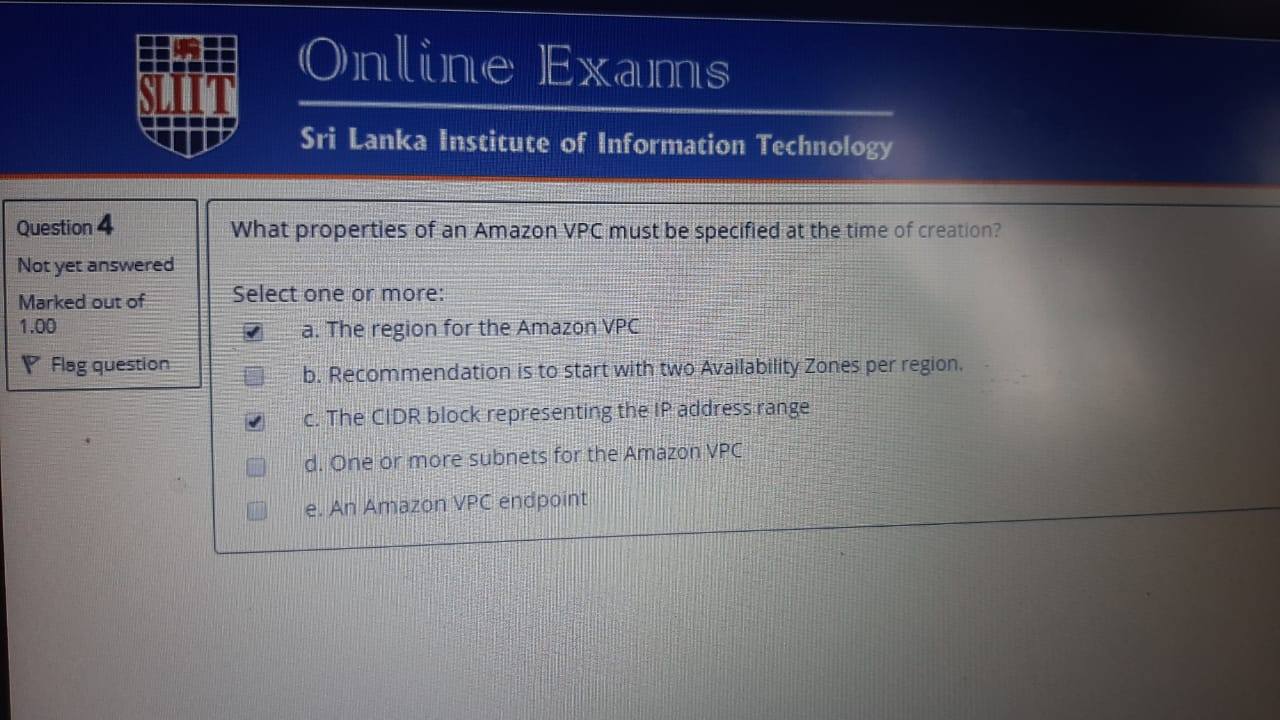 SLIIT
Online Exams
Sri Lanka Institute of Information Technology
Question 4
Not yet answered
Marked out of
1.00
Flag question
What properties of an Amazon VPC must be specified at the time of creation?
Select one or more:
a. The region for the Amazon VPC
b. Recommendation is to start with two Availability Zones per region.
c. The CIDR block representing the IP address range
d. One or more subnets for the Amazon VPC
e. An Amazon VPC endpoint